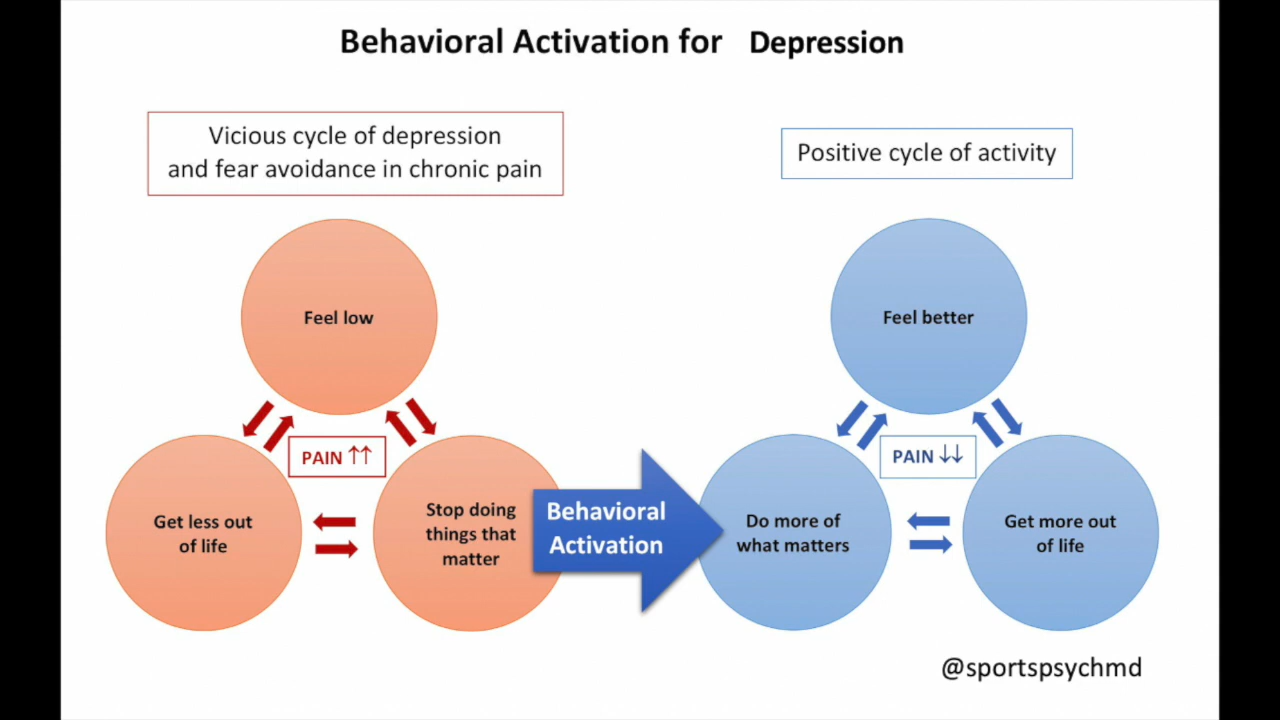 Behavioral Activation for Depression
Vicious cycle of depression
and fear avoidance in chronic pain
Positive cycle of activity
Feel low
PAIN ↑↑
Get less out
of life
Stop doing
things that
matter
Behavioral
Activation
Feel better
PAIN ↓↓
Do more of
what matters
Get more out
of life
@sportspsychmd